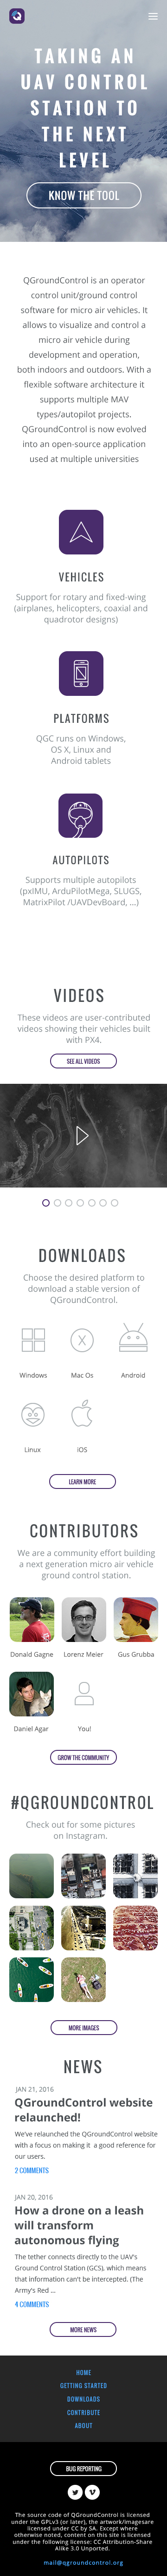 TAKING AN
UAV CONTROL
STATION TO
THE NEXT
LEVEL
KNOW THE TOOL
QGroundControl is an operator
control unit/ground control
software for micro air vehicles. It
allows to visualize and control a
micro air vehicle during
development and operation,
both indoors and outdoors. With a
flexible software architecture it
supports multiple MAV
types/autopilot projects.
QGroundControl is now evolved
into an open-source application
used at multiple universities
VEHICLES
Support for rotary and fixed-wing
(airplanes, helicopters, coaxial and
quadrotor designs)
PLATFORMS
QGC runs on Windows,
OS X, Linux and
Android tablets
AUTOPILOTS
Supports multiple autopilots
(pxIMU, ArduPilotMega, SLUGS,
MatrixPilot /UAVDevBoard, ...)
VIDEOS
These videos are user-contributed
videos showing their vehicles built
with PX4.
SEE ALL VIDEOS
DOWNLOADS
Choose the desired platform to
download a stable version of
QGroundControl.
X
Windows
Mac Os
Android
Linux
iOS
LEARN MORE
CONTRIBUTORS
We are a community effort building
a next generation micro air vehicle
ground control station.
Donald Gagne
Lorenz Meier
Gus Grubba
Daniel Agar
You!
GROW THE COMMUNITY
#QGROUNDCONTROL
Check out for some pictures
on Instagram.
MORE IMAGES
NEWS
JAN 21, 2016
QGroundControl website
relaunched!
We've relaunched the QGroundControl website
with a focus on making it a good reference for
our users.
2 COMMENTS
JAN 20, 2016
How a drone on a leash
will transform
autonomous flying
The tether connects directly to the UAV's
Ground Control Station (GCS), which means
that information can't be intercepted. (The
Army's Red ...
4 COMMENTS
MORE NEWS
HOME
GETTING STARTED
DOWNLOADS
CONTRIBUTE
ABOUT
BUG REPORTING
The source code of QGroundControl is licensed
under the GPLv3 (or later), the artwork/images are
licensed under CC by SA. Except where
otherwise noted, content on this site is licensed
under the following license: CC Attribution-Share
Alike 3.0 Unported.
mail@qgroundcontrol.org